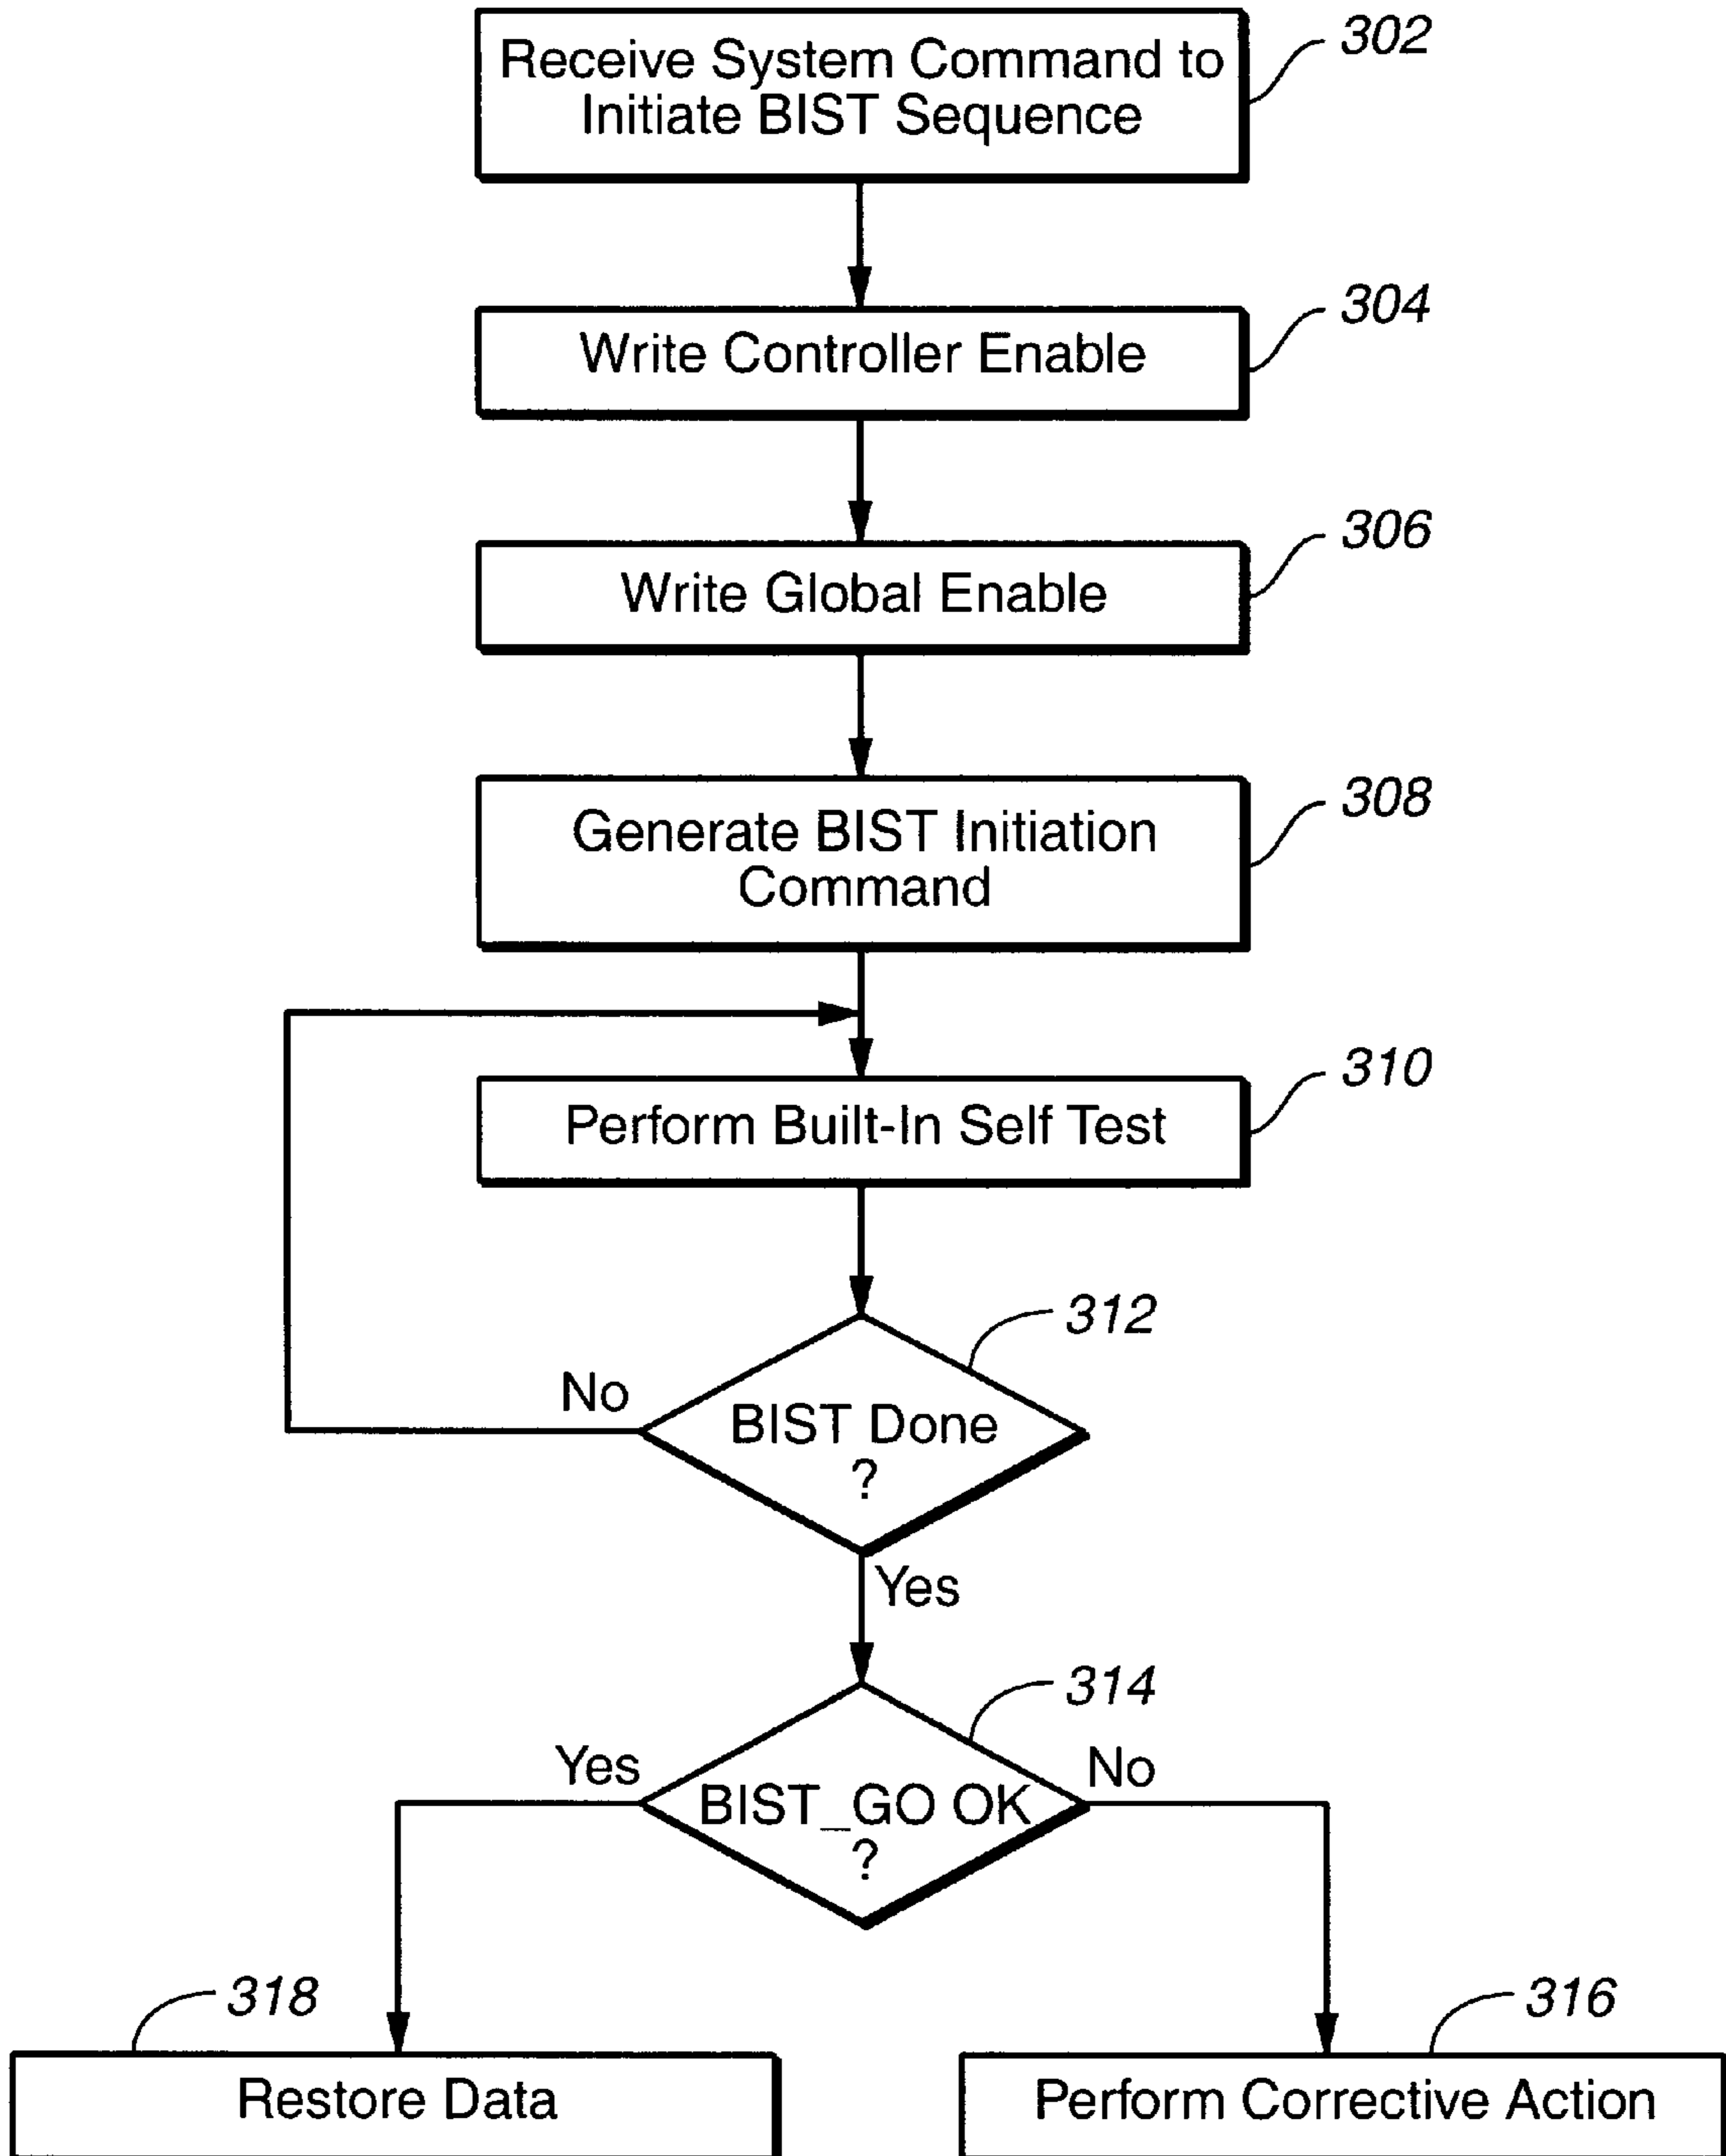 Receive System Command to
Initiate BIST Sequence
302
Write Controller Enable
304
Write Global Enable
306
Generate BIST Initiation
Command
308
Perform Built-In Self Test
310
312
No
BIST Done
?
Yes
314
Yes
BIST_GO OK
?
No
318
Restore Data
316
Perform Corrective Action